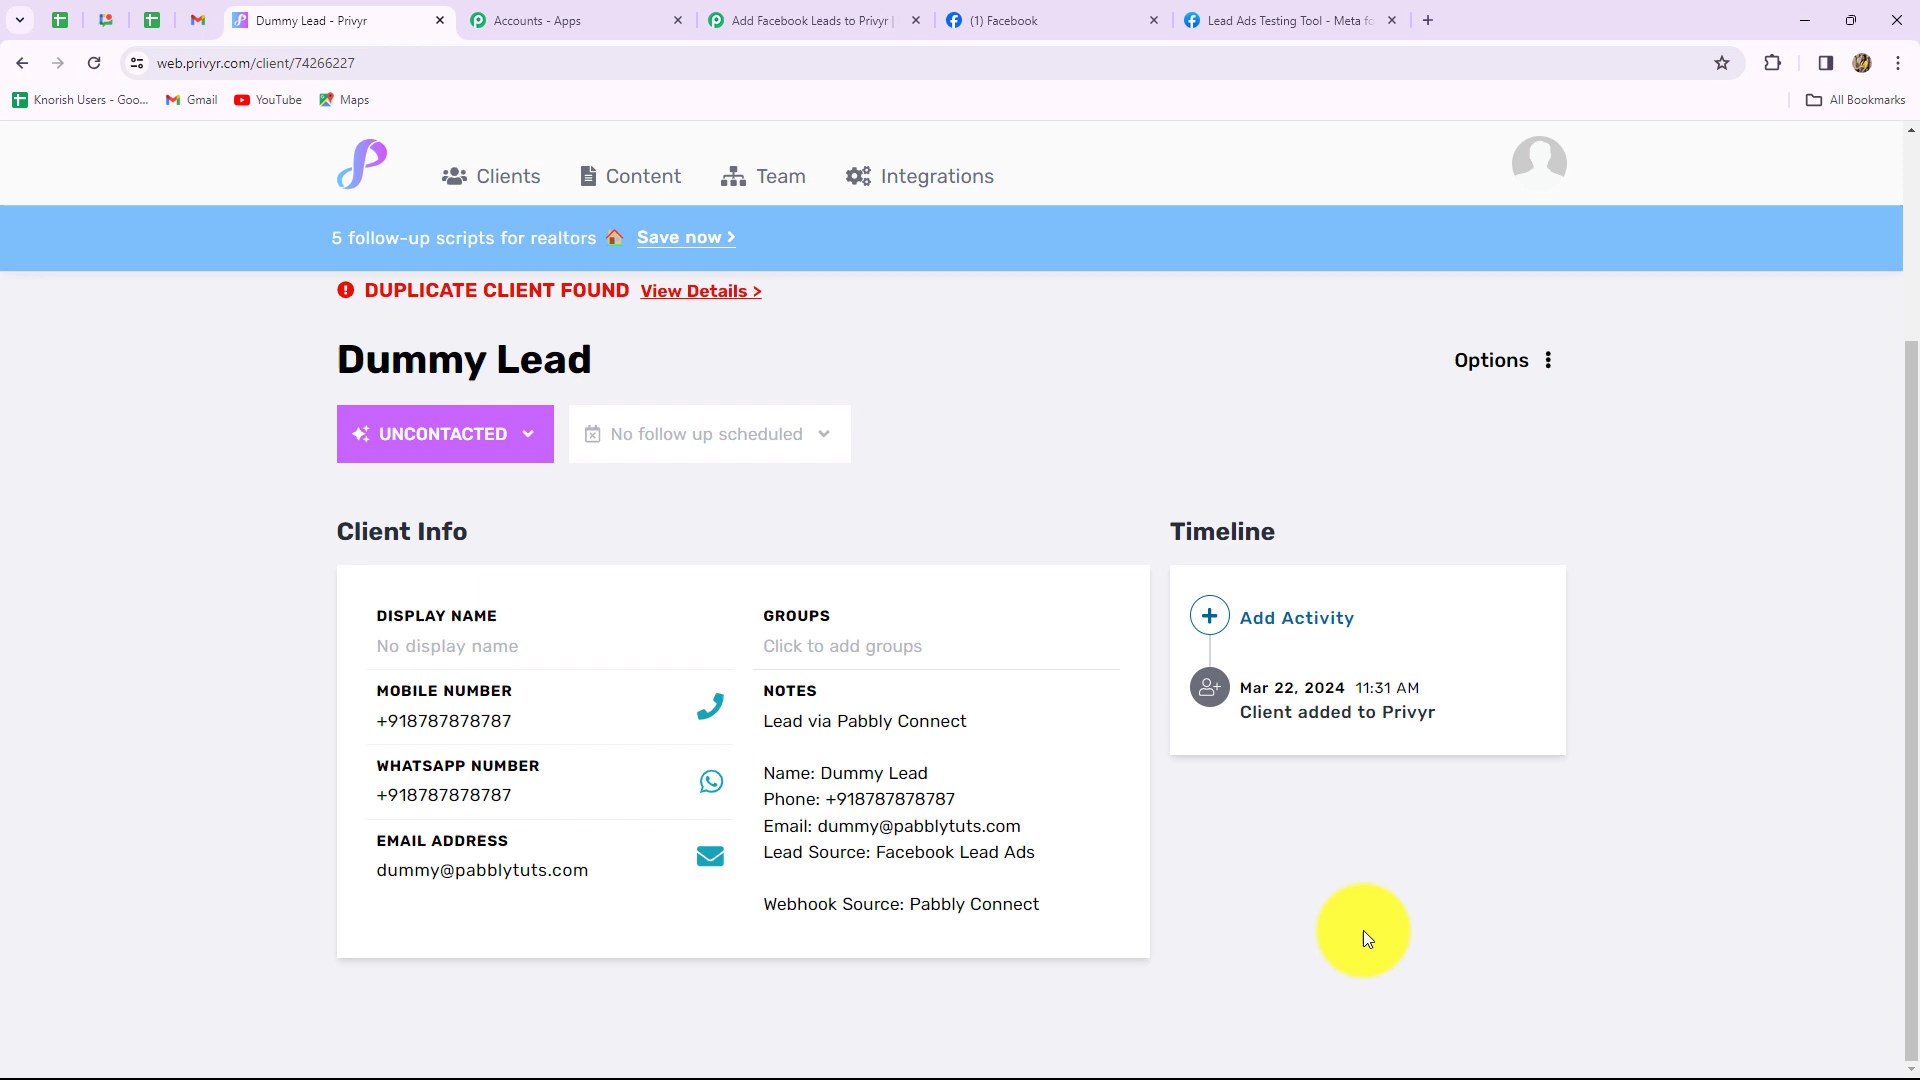 Dummy Lead - Privyr
Accounts - Apps
Add Facebook Leads to Privyr |
(1) Facebook
Lead Ads Testing Tool - Meta fo
web.privyr.com/client/74266227
Knorish Users - Goo...
Gmail
YouTube
Maps
All Bookmarks
Clients
Content
Team
Integrations
5 follow-up scripts for realtors 🏠 Save now >
DUPLICATE CLIENT FOUND View Details >
Dummy Lead
Options
UNCONTACTED
No follow up scheduled
Client Info
DISPLAY NAME
No display name
MOBILE NUMBER
+918787878787
WHATSAPP NUMBER
+918787878787
EMAIL ADDRESS
dummy@pabblytuts.com
GROUPS
Click to add groups
NOTES
Lead via Pabbly Connect
Name: Dummy Lead
Phone: +918787878787
Email: dummy@pabblytuts.com
Lead Source: Facebook Lead Ads
Webhook Source: Pabbly Connect
Timeline
Add Activity
Mar 22, 2024 11:31 AM
Client added to Privyr